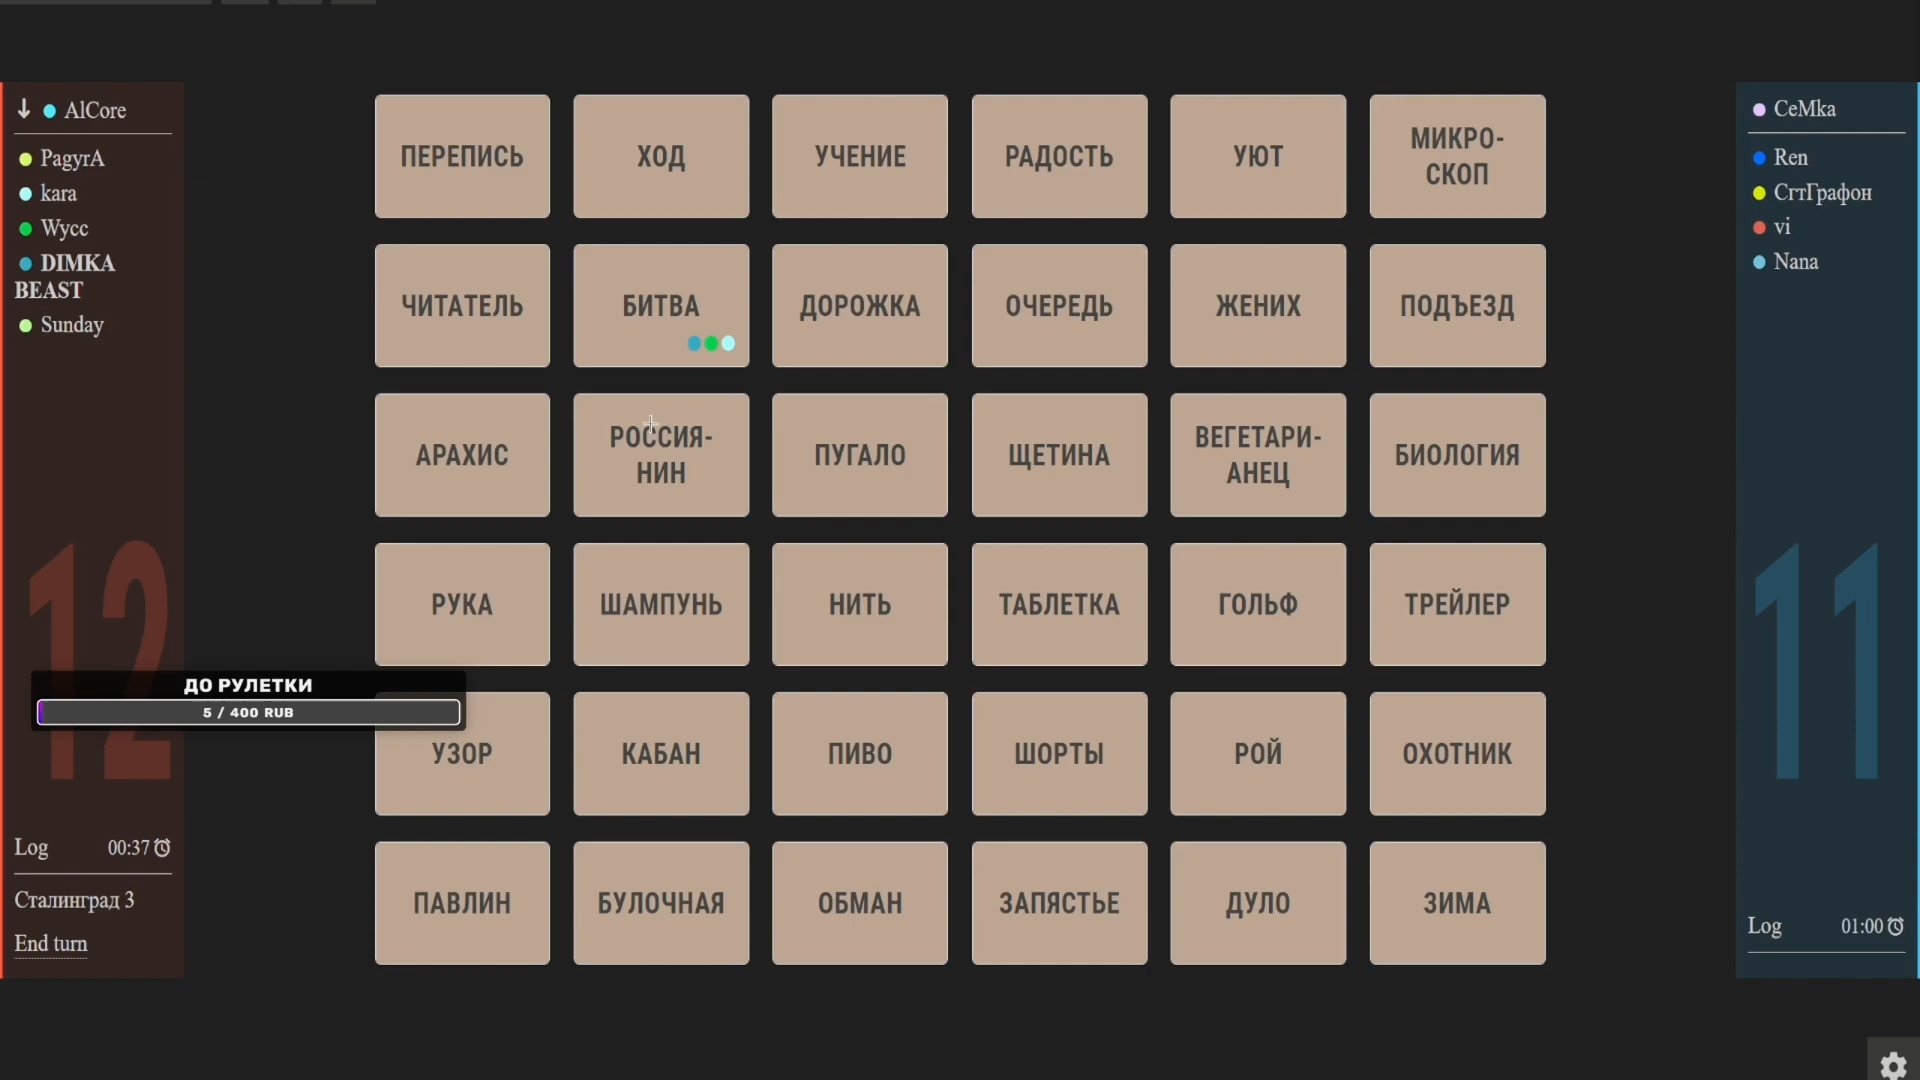 AlCore
PagyrA
kara
Wycc
DIMKA
BEAST
Sunday
12
Log 00:37
Сталинград 3
End turn
ДО РУЛЕТКИ
5 / 400 RUB
ПЕРЕПИСЬ ХОД УЧЕНИЕ РАДОСТЬ УЮТ МИКРО-
СКОП
ЧИТАТЕЛЬ БИТВА ДОРОЖКА ОЧЕРЕДЬ ЖЕНИХ ПОДЪЕЗД
АРАХИС РОССИЯ- ПУГАЛО ЩЕТИНА ВЕГЕТАРИ- БИОЛОГИЯ
НИН АНЕЦ
РУКА ШАМПУНЬ НИТЬ ТАБЛЕТКА ГОЛЬФ ТРЕЙЛЕР
УЗОР КАБАН ПИВО ШОРТЫ РОЙ ОХОТНИК
ПАВЛИН БУЛОЧНАЯ ОБМАН ЗАПЯСТЬЕ ДУЛО ЗИМА
CeMka
Ren
СгтГрафон
vi
Nana
11
Log 01:00